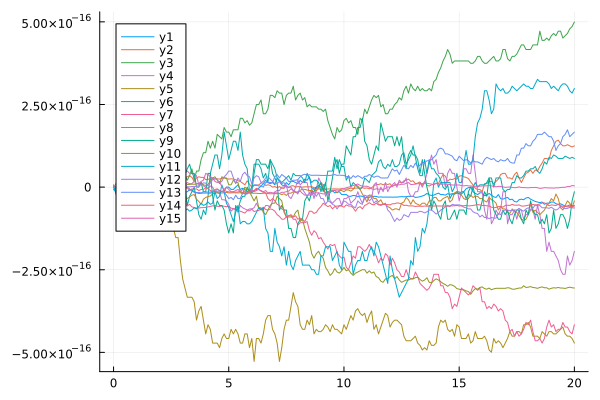 5.00×10⁻¹⁶
2.50×10⁻¹⁶
0
−2.50×10⁻¹⁶
−5.00×10⁻¹⁶
y1
y2
y3
y4
y5
y6
y7
y8
y9
y10
y11
y12
y13
y14
y15
0 5 10 15 20